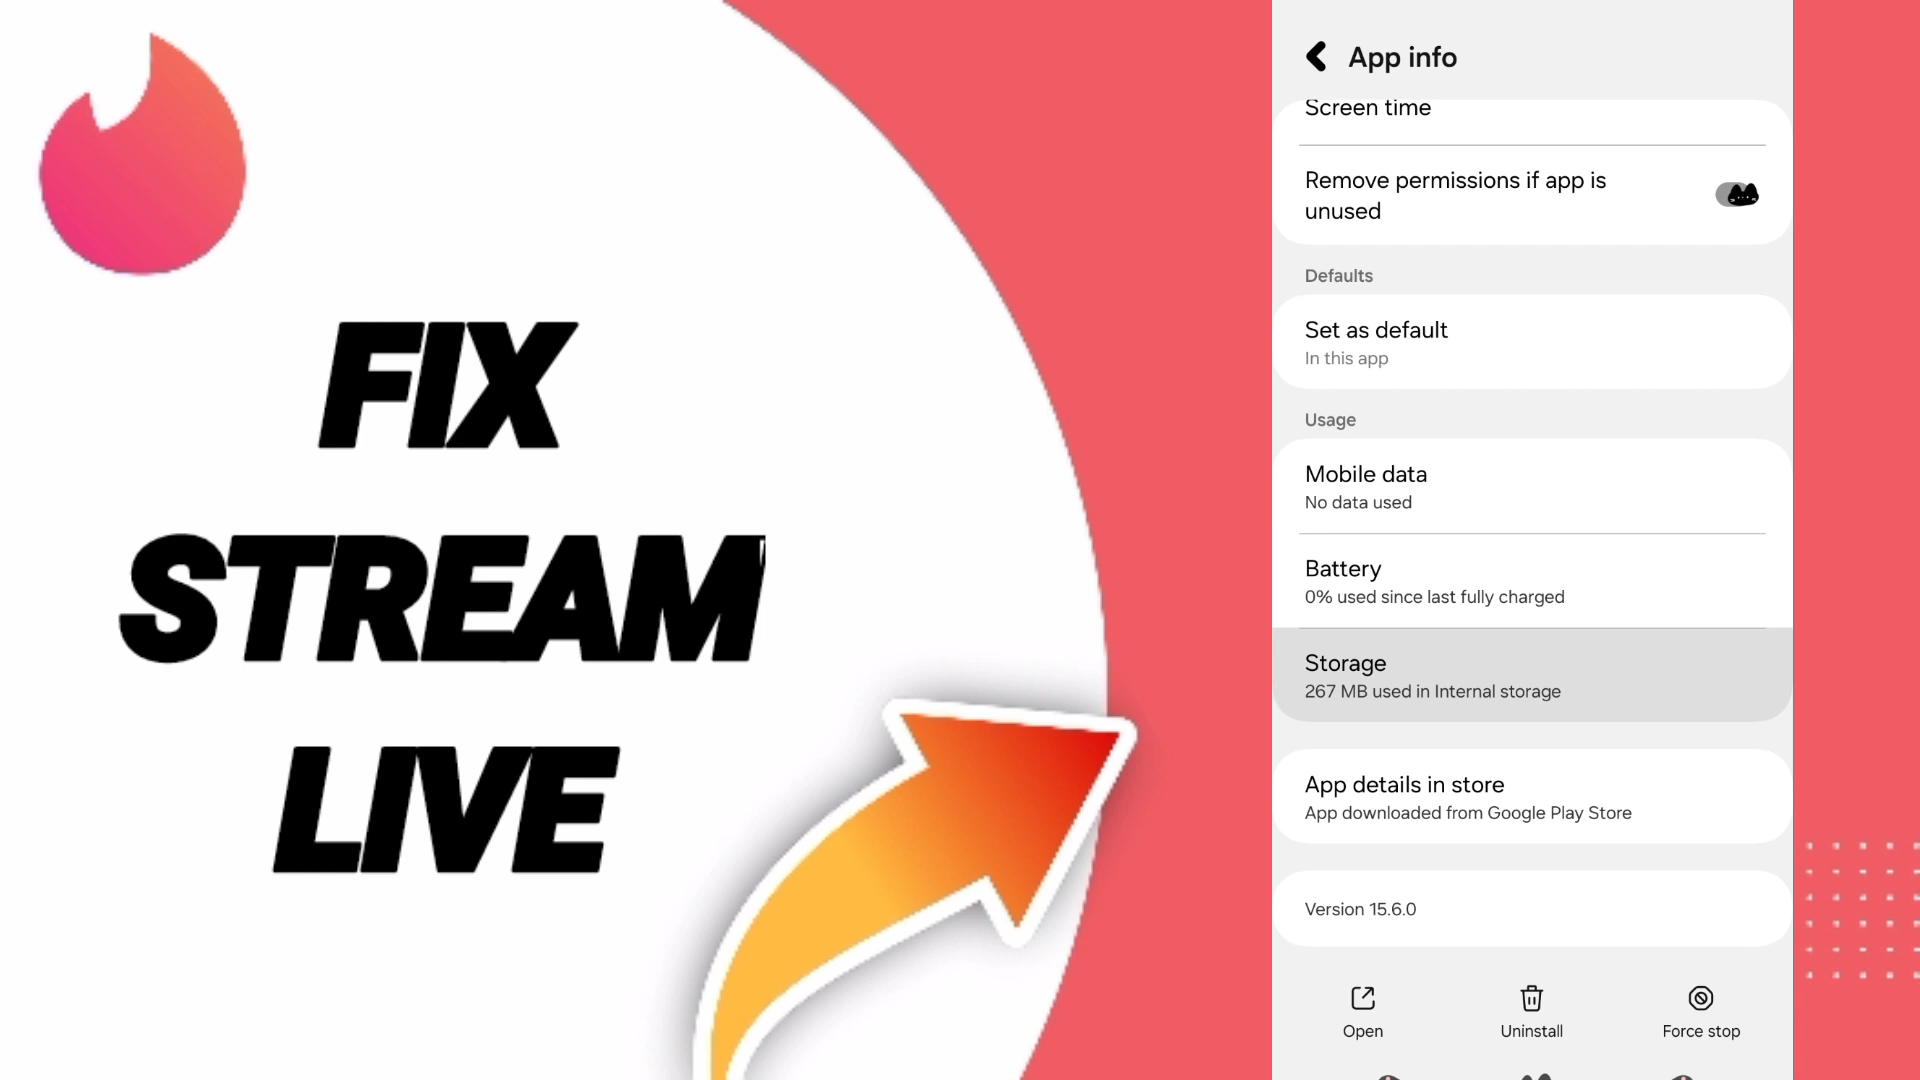 FIX
STREAM
LIVE
App info
Screen time
Remove permissions if app is
unused
Defaults
Set as default
In this app
Usage
Mobile data
No data used
Battery
0% used since last fully charged
Storage
267 MB used in Internal storage
App details in store
App downloaded from Google Play Store
Version 15.6.0
Open
Uninstall
Force stop